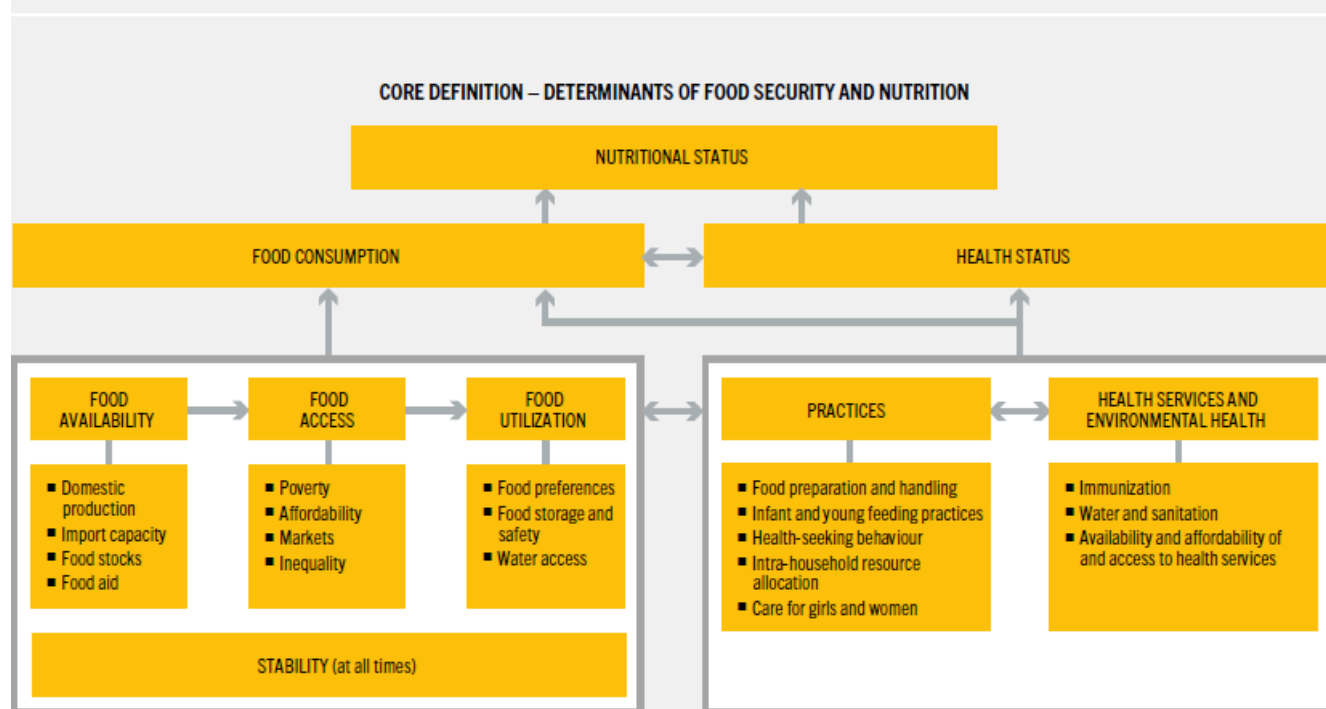 CORE DEFINITION – DETERMINANTS OF FOOD SECURITY AND NUTRITION
NUTRITIONAL STATUS
FOOD CONSUMPTION
HEALTH STATUS
FOOD
AVAILABILITY
FOOD
ACCESS
FOOD
UTILIZATION
PRACTICES
HEALTH SERVICES AND
ENVIRONMENTAL HEALTH
■ Domestic
production
■ Import capacity
■ Food stocks
■ Food aid
■ Poverty
■ Affordability
■ Markets
■ Inequality
■ Food preferences
■ Food storage and
safety
■ Water access
■ Food preparation and handling
■ Infant and young feeding practices
■ Health-seeking behaviour
■ Intra-household resource
allocation
■ Care for girls and women
■ Immunization
■ Water and sanitation
■ Availability and affordability of
and access to health services
STABILITY (at all times)